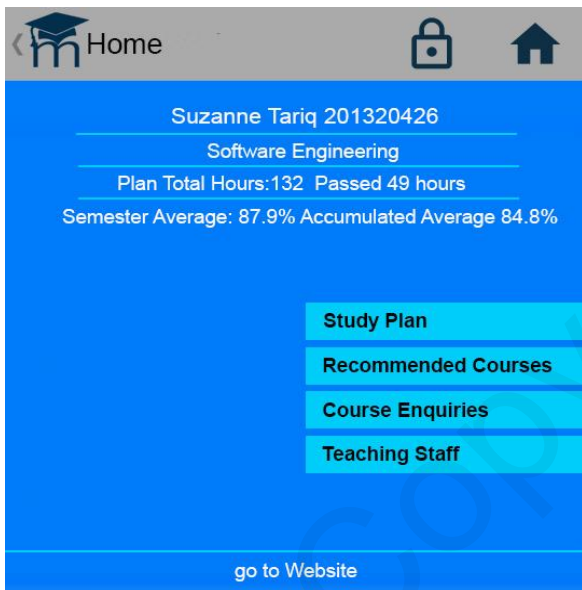 Home
Suzanne Tariq 201320426
Software Engineering
Plan Total Hours:132 Passed 49 hours
Semester Average: 87.9% Accumulated Average 84.8%
Study Plan
Recommended Courses
Course Enquiries
Teaching Staff
go to Website